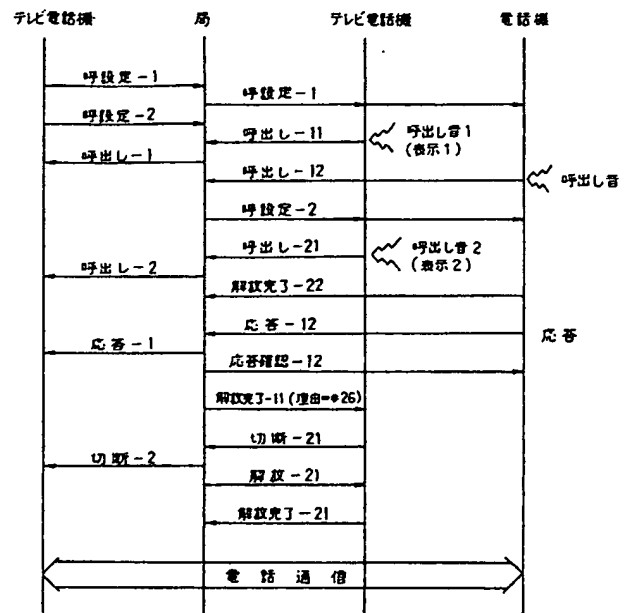 テレビ電話機 局 テレビ電話機 電話機
呼設定-1
呼設定-1
呼設定-2
呼出し-11 呼出し音1
(表示1)
呼出し-1
呼出し-12 呼出し音
呼設定-2
呼出し-21 呼出し音2
(表示2)
呼出し-2
解放完了-22
応答-12 応答
応答-1
応答確認-12
解放完了-11(理由=#26)
切断-21
切断-2
解放-21
解放完了-21
電話通信